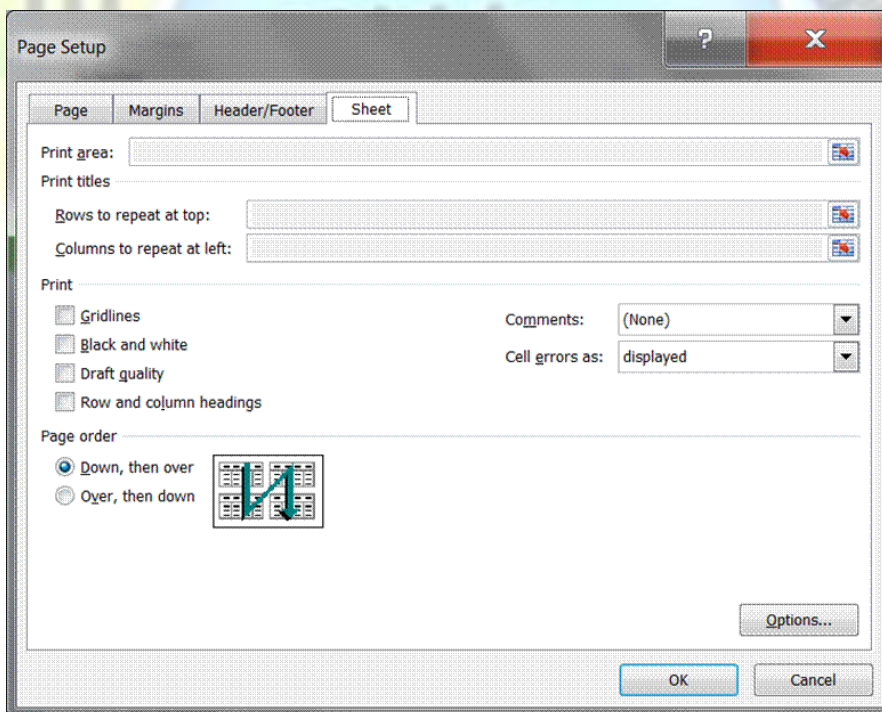 Page Setup
Page Margins Header/Footer Sheet
Print area:
Print titles
Rows to repeat at top:
Columns to repeat at left:
Print
Gridlines
Black and white
Draft quality
Row and column headings
Comments: (None)
Cell errors as: displayed
Page order
Down, then over
Over, then down
Options...
OK Cancel